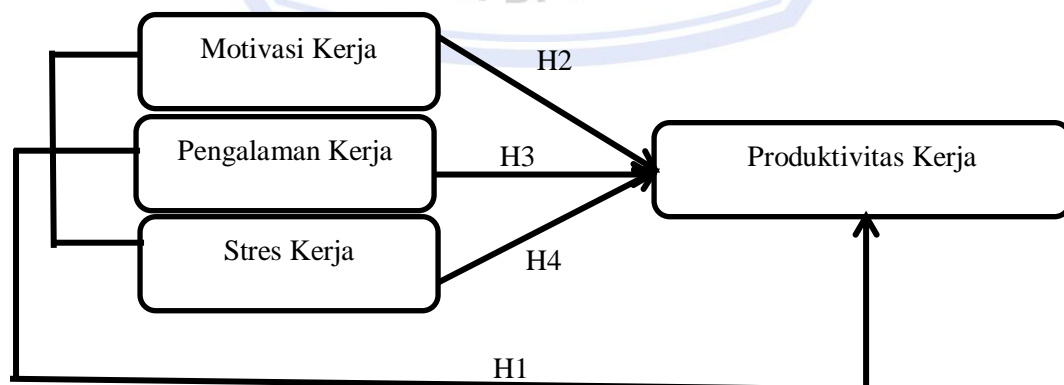 Motivasi Kerja
H2
Pengalaman Kerja
H3
Produktivitas Kerja
Stres Kerja
H4
H1